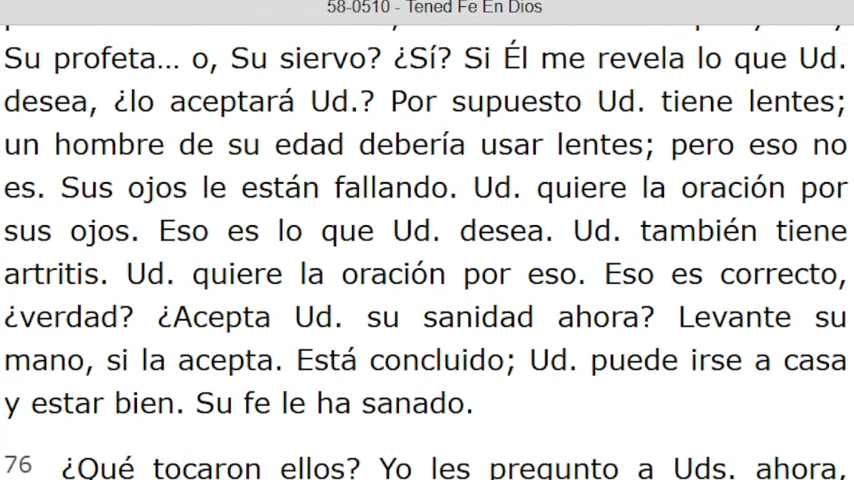 58-0510 - Tened Fe En Dios
Su profeta... o, Su siervo? ¿Sí? Si Él me revela lo que Ud.
desea, ¿lo aceptará Ud.? Por supuesto Ud. tiene lentes;
un hombre de su edad debería usar lentes; pero eso no
es. Sus ojos le están fallando. Ud. quiere la oración por
sus ojos. Eso es lo que Ud. desea. Ud. también tiene
artritis. Ud. quiere la oración por eso. Eso es correcto,
¿verdad? ¿Acepta Ud. su sanidad ahora? Levante su
mano, si la acepta. Está concluido; Ud. puede irse a casa
y estar bien. Su fe le ha sanado.
76 ¿Qué tocaron ellos? Yo les pregunto a Uds. ahora,